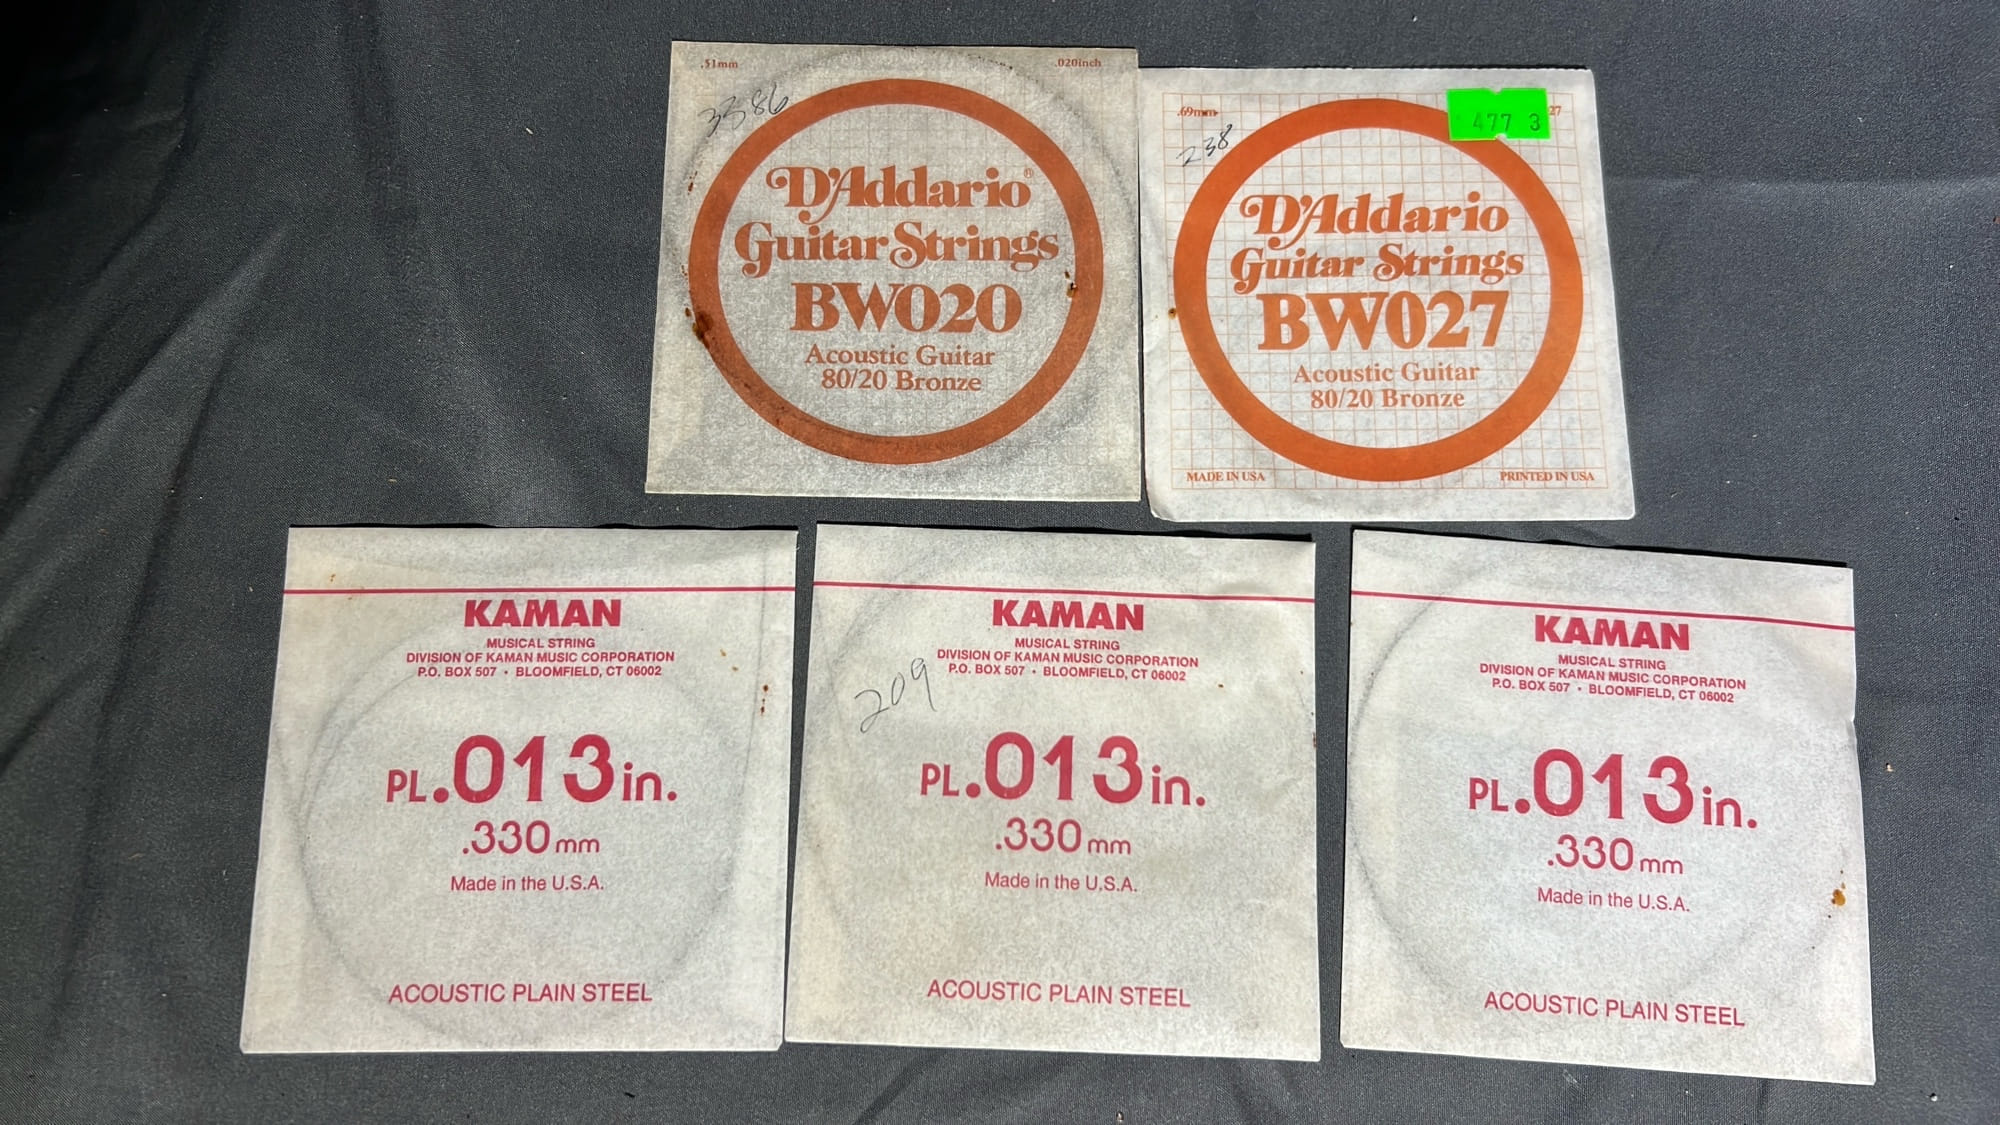 .51mm .020inch
3586
D'Addario®
Guitar Strings
BW020
Acoustic Guitar
80/20 Bronze
.69mm 27
477 3
238
D'Addario
Guitar Strings
BW027
Acoustic Guitar
80/20 Bronze
MADE IN USA PRINTED IN USA
KAMAN
MUSICAL STRING
DIVISION OF KAMAN MUSIC CORPORATION
P.O. BOX 507 • BLOOMFIELD, CT 06002
PL.013in.
.330mm
Made in the U.S.A.
ACOUSTIC PLAIN STEEL
KAMAN
MUSICAL STRING
DIVISION OF KAMAN MUSIC CORPORATION
P.O. BOX 507 • BLOOMFIELD, CT 06002
209
PL.013in.
.330mm
Made in the U.S.A.
ACOUSTIC PLAIN STEEL
KAMAN
MUSICAL STRING
DIVISION OF KAMAN MUSIC CORPORATION
P.O. BOX 507 • BLOOMFIELD, CT 06002
PL.013in.
.330mm
Made in the U.S.A.
ACOUSTIC PLAIN STEEL